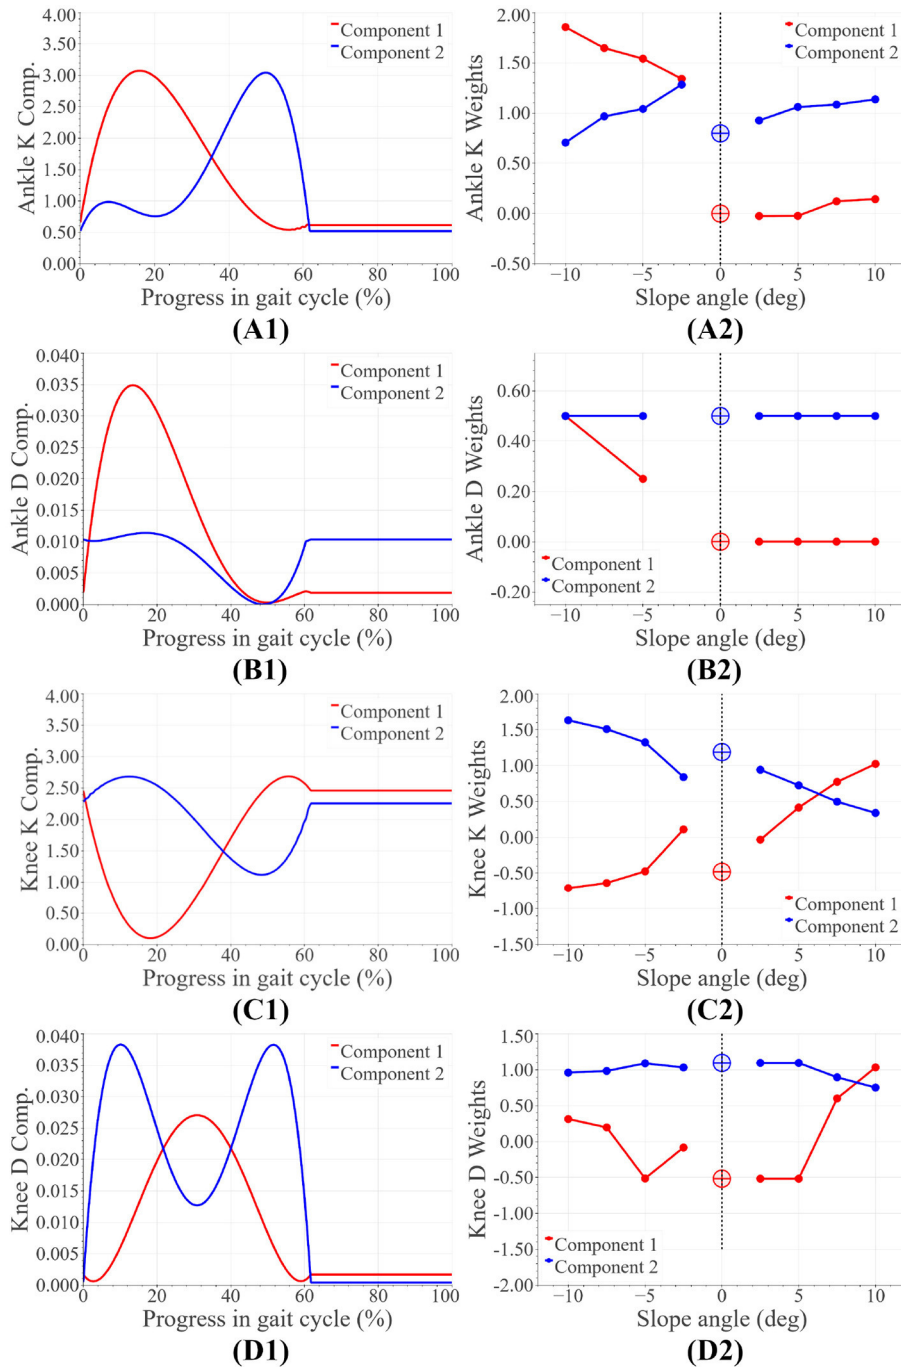 4.00
3.50
3.00
2.50
2.00
1.50
1.00
0.50
0.00
Ankle K Comp.
Component 1
Component 2
0 20 40 60 80 100
Progress in gait cycle (%)
(A1)
2.00
1.50
1.00
0.50
0.00
-0.50
Ankle K Weights
Component 1
Component 2
−10 −5 0 5 10
Slope angle (deg)
(A2)
0.040
0.035
0.030
0.025
0.020
0.015
0.010
0.005
0.000
Ankle D Comp.
Component 1
Component 2
0 20 40 60 80 100
Progress in gait cycle (%)
(B1)
0.60
0.40
0.20
0.00
-0.20
Ankle D Weights
Component 1
Component 2
−10 −5 0 5 10
Slope angle (deg)
(B2)
4.00
3.50
3.00
2.50
2.00
1.50
1.00
0.50
0.00
Knee K Comp.
Component 1
Component 2
0 20 40 60 80 100
Progress in gait cycle (%)
(C1)
2.00
1.50
1.00
0.50
0.00
-0.50
-1.00
-1.50
Knee K Weights
Component 1
Component 2
−10 −5 0 5 10
Slope angle (deg)
(C2)
0.040
0.035
0.030
0.025
0.020
0.015
0.010
0.005
0.000
Knee D Comp.
Component 1
Component 2
0 20 40 60 80 100
Progress in gait cycle (%)
(D1)
1.50
1.00
0.50
0.00
-0.50
-1.00
-1.50
-2.00
Knee D Weights
Component 1
Component 2
−10 −5 0 5 10
Slope angle (deg)
(D2)